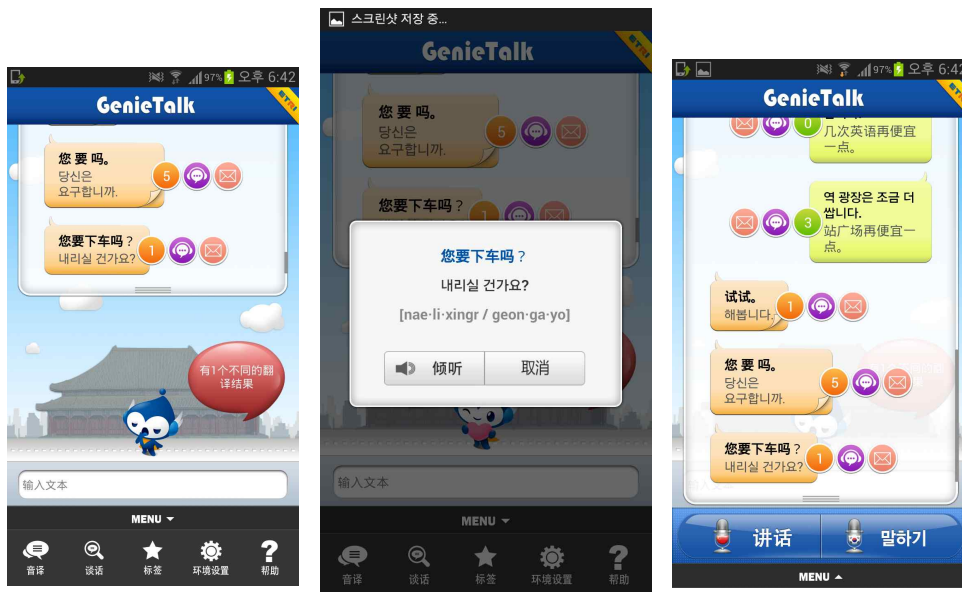 97% 오후 6:42
GenieTalk
ETRI
您 要 吗。
당신은
요구합니까.
5
您要下车吗？
내리실 건가요?
1
有1个不同的翻
译结果
输入文本
MENU
音译
谈话
标签
环境设置
帮助
스크린샷 저장 중...
GenieTalk
ETRI
您 要 吗。
당신은
요구합니까.
5
您要下车吗？
1
您要下车吗？
내리실 건가요?
[nae·li·xingr / geon·ga·yo]
倾听
取消
输入文本
MENU
音译
谈话
标签
环境设置
帮助
97% 오후 6:42
GenieTalk
0
几次英语再便宜
一点。
역 광장은 조금 더
쌉니다.
站广场再便宜一
点。
3
试试。
해봅니다.
1
您 要 吗。
당신은
요구합니까.
5
您要下车吗？
내리실 건가요?
1
讲话
말하기
MENU